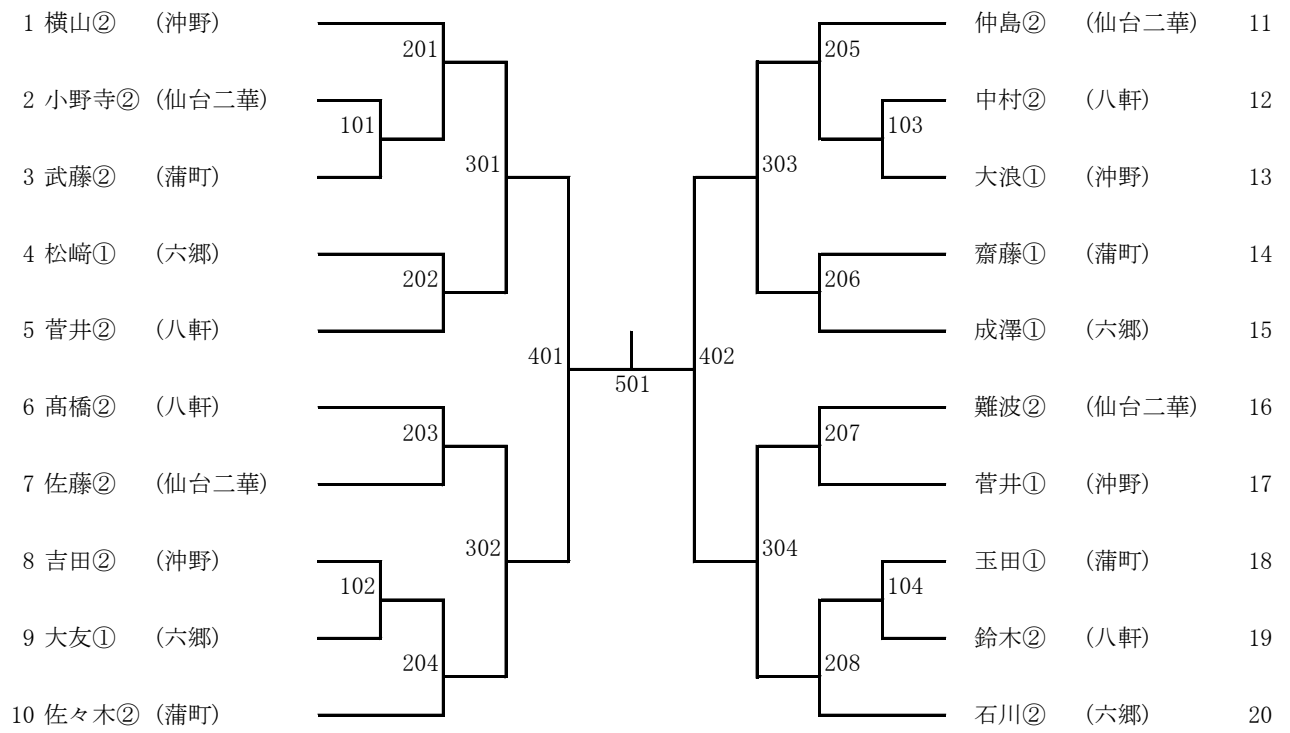 1 横山② (沖野)
201
2 小野寺② (仙台二華)
101
3 武藤② (蒲町)
301
4 松﨑① (六郷)
202
5 菅井② (八軒)
401
6 髙橋② (八軒)
203
7 佐藤② (仙台二華)
302
8 吉田② (沖野)
102
9 大友① (六郷)
204
10 佐々木② (蒲町)
501
仲島② (仙台二華) 11
205
中村② (八軒) 12
103
大浪① (沖野) 13
303
齋藤① (蒲町) 14
206
成澤① (六郷) 15
402
難波② (仙台二華) 16
207
菅井① (沖野) 17
304
玉田① (蒲町) 18
104
鈴木② (八軒) 19
208
石川② (六郷) 20